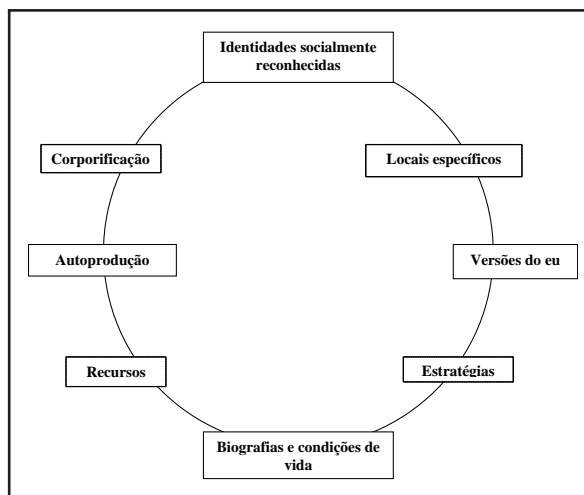 Identidades socialmente
reconhecidas
Corporificação
Locais específicos
Autoprodução
Versões do eu
Recursos
Estratégias
Biografias e condições de
vida